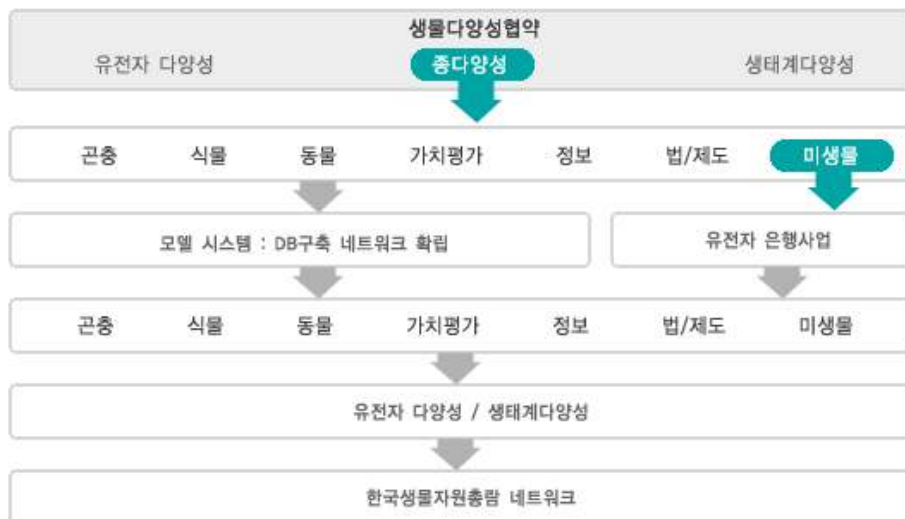 생물다양성협약
유전자 다양성 종다양성 생태계다양성
곤충 식물 동물 가치평가 정보 법/제도 미생물
모델 시스템 : DB구축 네트워크 확립 유전자 은행사업
곤충 식물 동물 가치평가 정보 법/제도 미생물
유전자 다양성 / 생태계다양성
한국생물자원총람 네트워크